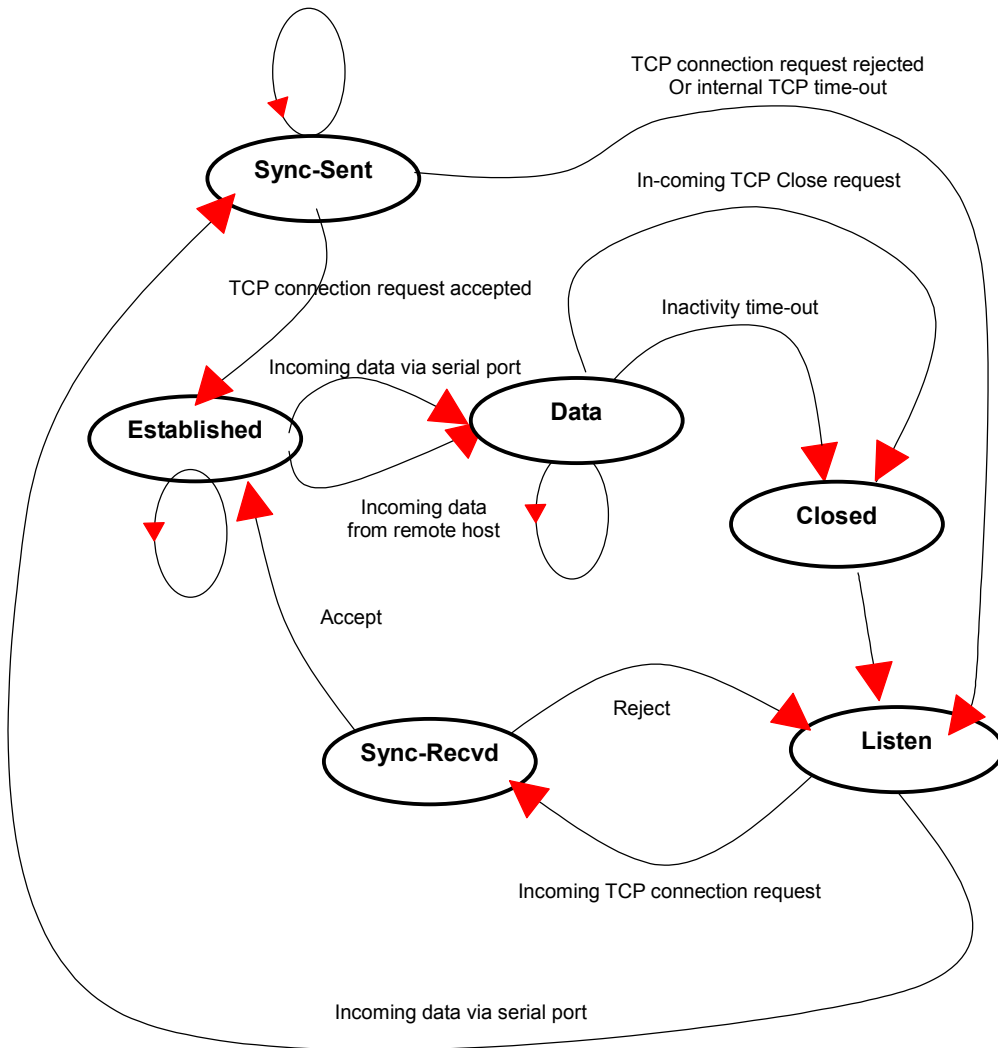 TCP connection request rejected
Or internal TCP time-out
Sync-Sent
In-coming TCP Close request
TCP connection request accepted
Inactivity time-out
Incoming data via serial port
Data
Established
Incoming data
from remote host
Closed
Accept
Reject
Sync-Recvd
Listen
Incoming TCP connection request
Incoming data via serial port